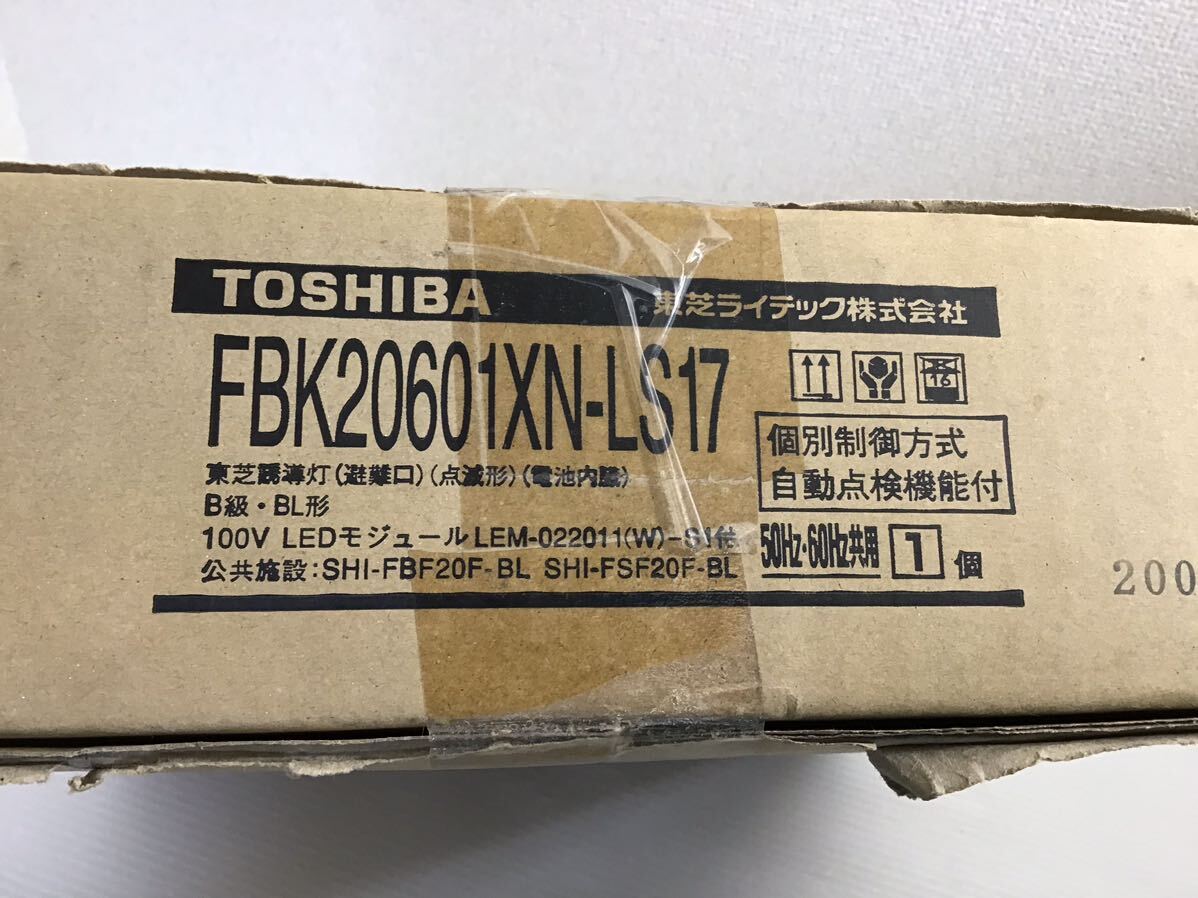 TOSHIBA 東芝ライテック株式会社
FBK20601XN-LS17
16
東芝誘導灯(避難口)(点滅形)(電池内蔵)
B級・BL形
個別制御方式
自動点検機能付
100V LEDモジュール LEM-022011(W)-S1付
公共施設:SHI-FBF20F-BL SHI-FSF20F-BL
50Hz・60Hz共用 1 個
200